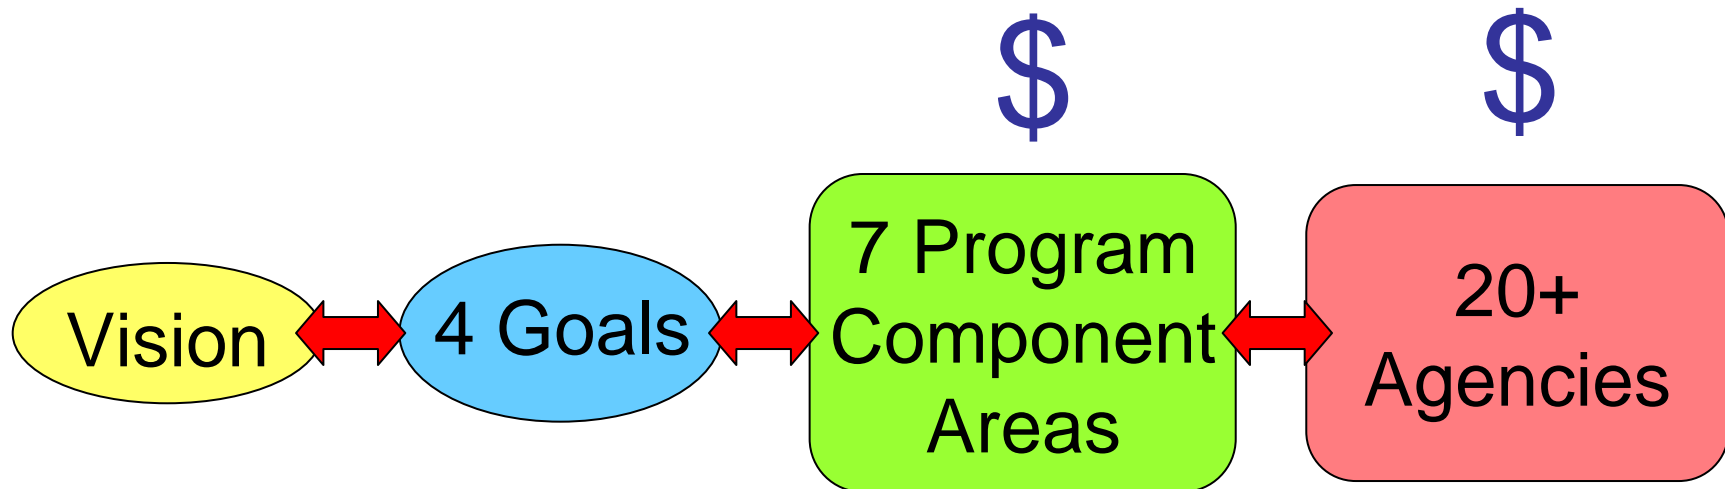 $
$
Vision
4 Goals
7 Program
Component
Areas
20+
Agencies